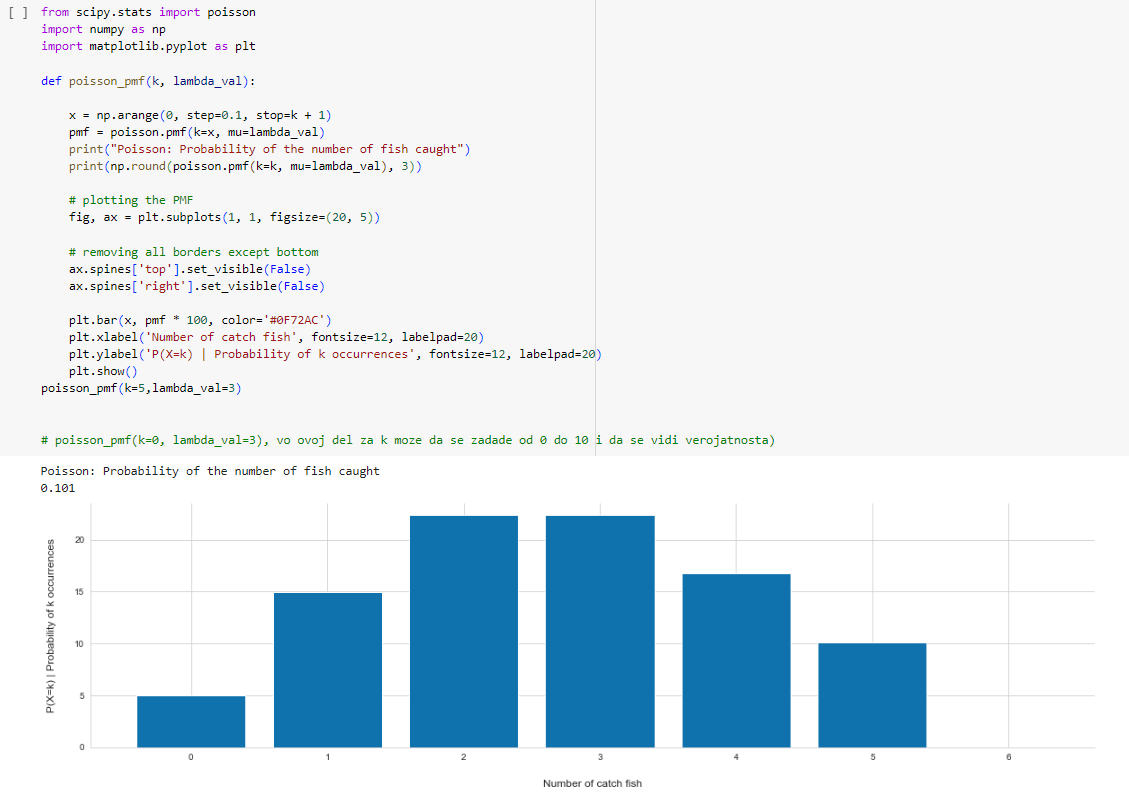 [ ] from scipy.stats import poisson
import numpy as np
import matplotlib.pyplot as plt
def poisson_pmf(k, lambda_val):
x = np.arange(0, step=0.1, stop=k + 1)
pmf = poisson.pmf(k=x, mu=lambda_val)
print("Poisson: Probability of the number of fish caught")
print(np.round(poisson.pmf(k=k, mu=lambda_val), 3))
# plotting the PMF
fig, ax = plt.subplots(1, 1, figsize=(20, 5))
# removing all borders except bottom
ax.spines['top'].set_visible(False)
ax.spines['right'].set_visible(False)
plt.bar(x, pmf * 100, color='#0F72AC')
plt.xlabel('Number of catch fish', fontsize=12, labelpad=20)
plt.ylabel('P(X=k) | Probability of k occurrences', fontsize=12, labelpad=20)
plt.show()
poisson_pmf(k=5,lambda_val=3)
# poisson_pmf(k=0, lambda_val=3), vo ovoj del za k moze da se zadade od 0 do 10 i da se vidi verojatnosta)
Poisson: Probability of the number of fish caught
0.101
P(X=k) | Probability of k occurrences
20
15
10
5
0
0 1 2 3 4 5 6
Number of catch fish